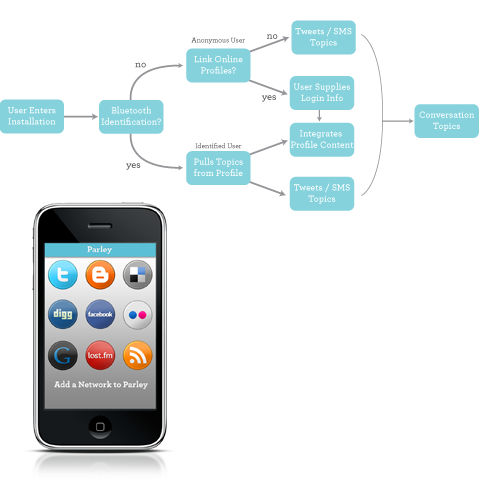 Anonymous User
no
Tweets / SMS
Topics
no
Link Online
Profiles?
yes
User Supplies
Login Info
User Enters
Installation
Bluetooth
Identification?
Conversation
Topics
Integrates
Profile Content
yes
Identified User
Pulls Topics
from Profile
Tweets / SMS
Topics
Parley
digg
facebook
lost.fm
Add a Network to Parley